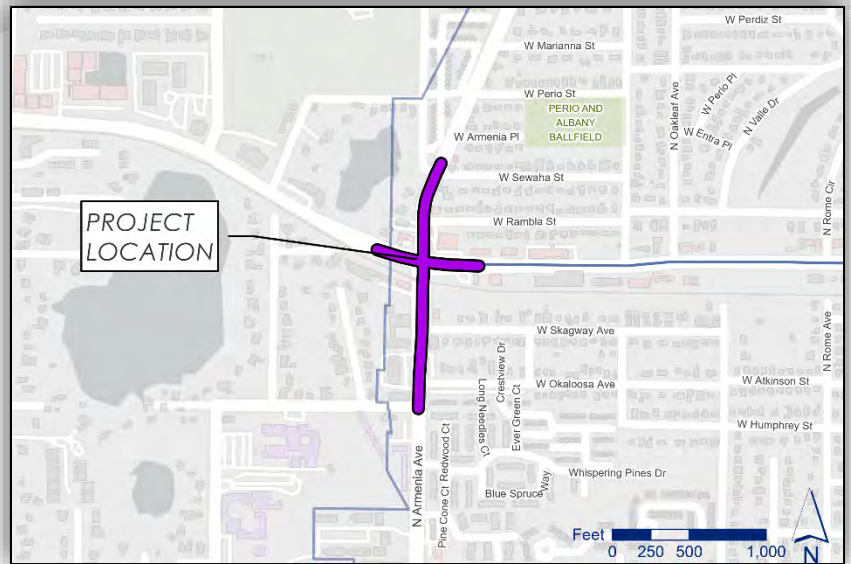 W Perdiz St
W Marianna St
W Perio St
PERIO AND
ALBANY
BALLFIELD
N Oakleaf Ave
W Perio Pl
N Valle Dr
W Entra Pl
W Armenia Pl
W Sewaha St
N Rome Cir
W Rambla St
PROJECT
LOCATION
W Skagway Ave
N Rome Ave
Crestview Dr
W Okaloosa Ave
W Atkinson St
Long Needles Ct
Ever Green Ct
W Humphrey St
N Armenia Ave
Redwood Ct
Pine Cone Ct
Whispering Pines Dr
Blue Spruce Way
Feet
0 250 500 1,000
N